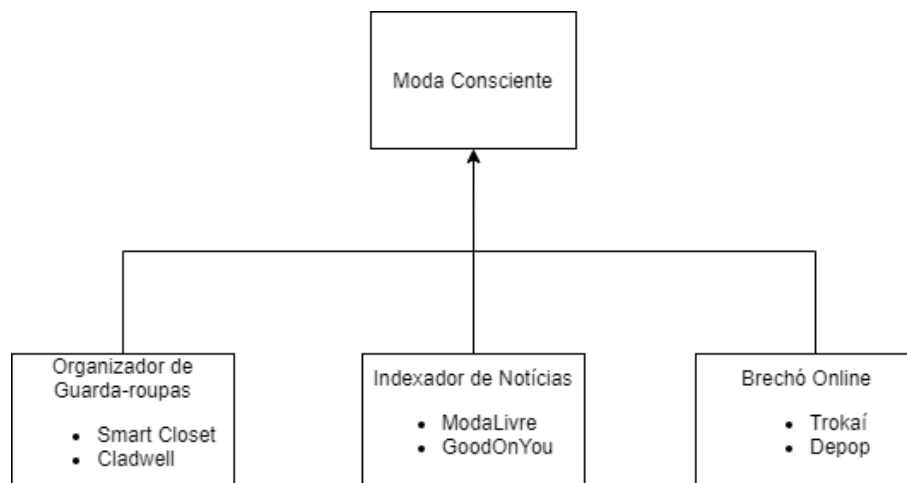 Moda Consciente
Organizador de
Guarda-roupas
Smart Closet
Cladwell
Indexador de Notícias
ModaLivre
GoodOnYou
Brechó Online
Trokaí
Depop